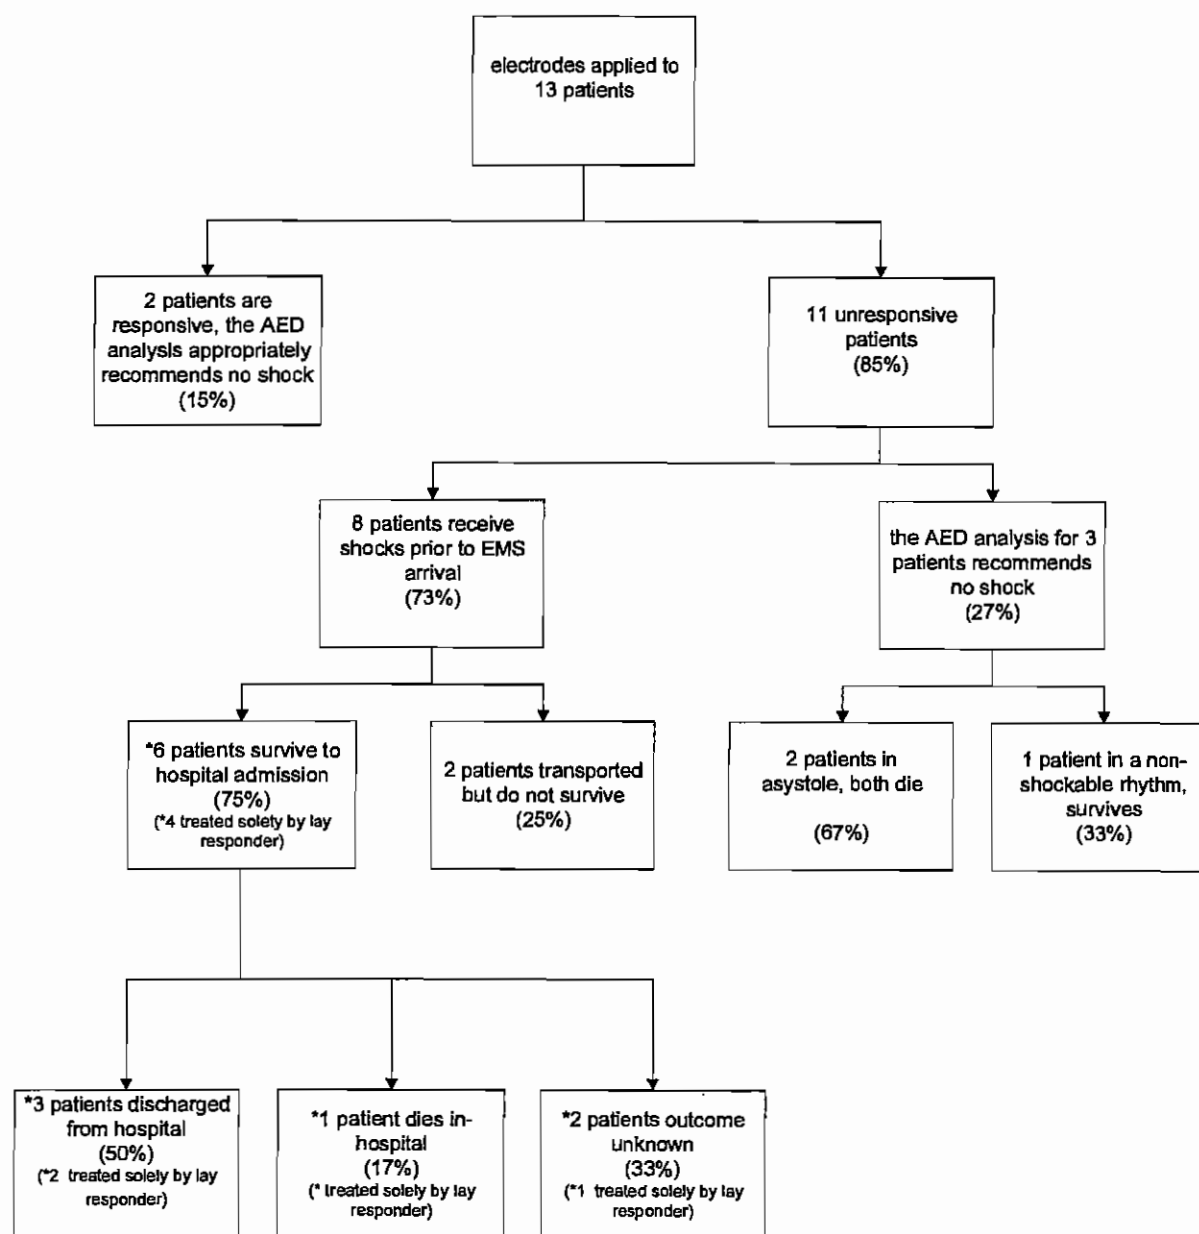 electrodes applied to
13 patients
2 patients are
responsive, the AED
analysis appropriately
recommends no shock
(15%)
11 unresponsive
patients
(85%)
8 patients receive
shocks prior to EMS
arrival
(73%)
the AED analysis for 3
patients recommends
no shock
(27%)
*6 patients survive to
hospital admission
(75%)
(*4 treated solely by lay
responder)
2 patients transported
but do not survive
(25%)
2 patients in
asystole, both die
(67%)
1 patient in a non-
shockable rhythm,
survives
(33%)
*3 patients discharged
from hospital
(50%)
(*2 treated solely by lay
responder)
*1 patient dies in-
hospital
(17%)
(* treated solely by lay
responder)
*2 patients outcome
unknown
(33%)
(*1 treated solely by lay
responder)